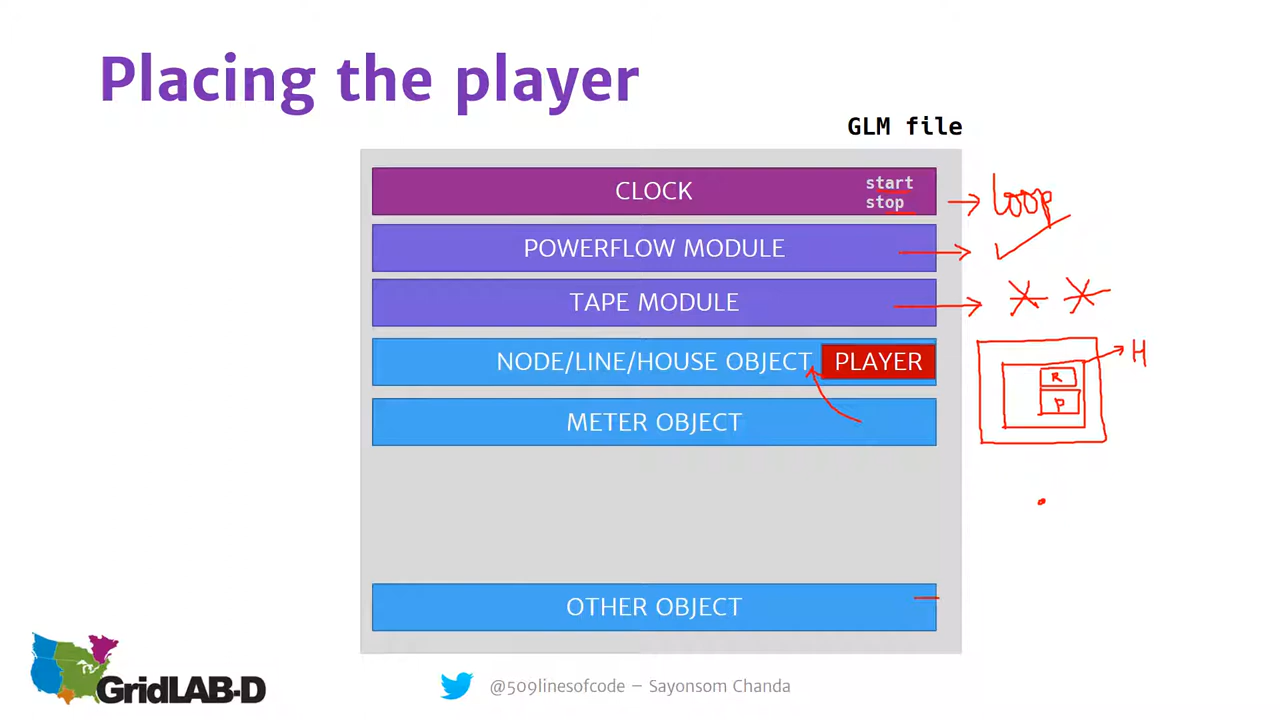 Placing the player
GLM file
CLOCK
start
stop
loop
POWERFLOW MODULE
TAPE MODULE
NODE/LINE/HOUSE OBJECT
PLAYER
H
R
P
METER OBJECT
OTHER OBJECT
GridLAB-D
@509linesofcode – Sayonsom Chanda